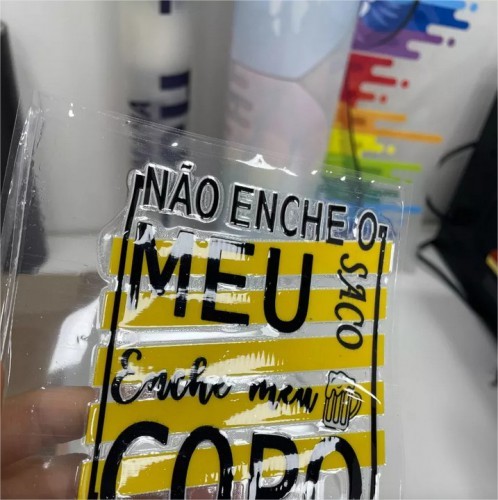 NÃO ENCHE O
MEU
SACO
Enche meu
COPO